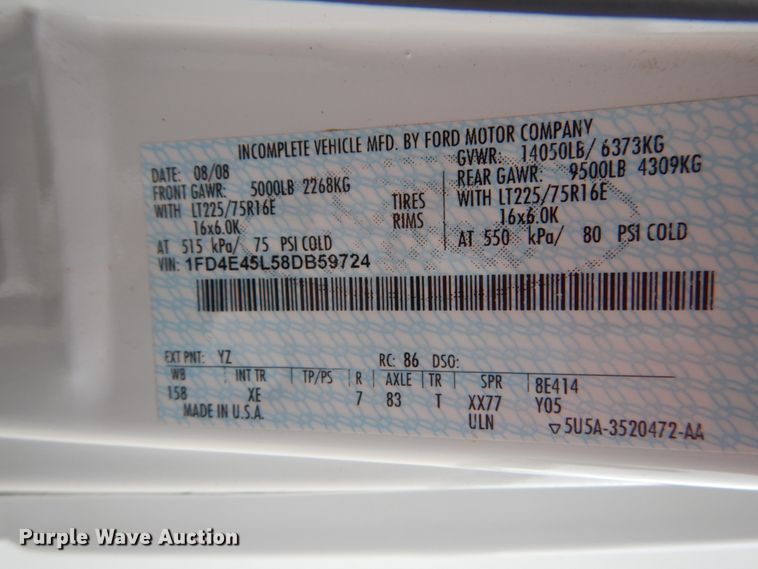 INCOMPLETE VEHICLE MFD. BY FORD MOTOR COMPANY
DATE: 08/08 GVWR: 14050LB/ 6373KG
FRONT GAWR: 5000LB 2268KG REAR GAWR: 9500LB 4309KG
WITH LT225/75R16E TIRES WITH LT225/75R16E
16x6.0K RIMS 16x6.0K
AT 515 kPa/ 75 PSI COLD AT 550 kPa/ 80 PSI COLD
VIN: 1FD4E45L58DB59724
EXT PNT: YZ RC: 86 DSO:
WB INT TR TP/PS R AXLE TR SPR 8E414
158 XE 7 83 T XX77 Y05
MADE IN U.S.A. ULN ▽5U5A-3520472-AA
Purple Wave Auction